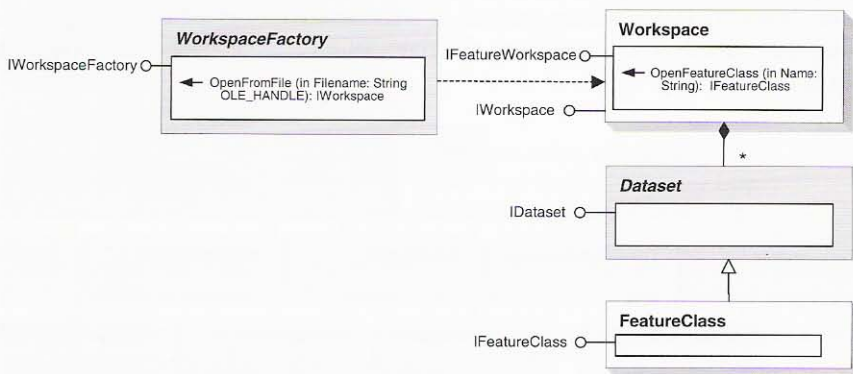 WorkspaceFactory
IWorkspaceFactory
OpenFromFile (in Filename: String
OLE_HANDLE): IWorkspace
Workspace
IFeatureWorkspace
OpenFeatureClass (in Name:
String): IFeatureClass
IWorkspace
*
Dataset
IDataset
FeatureClass
IFeatureClass